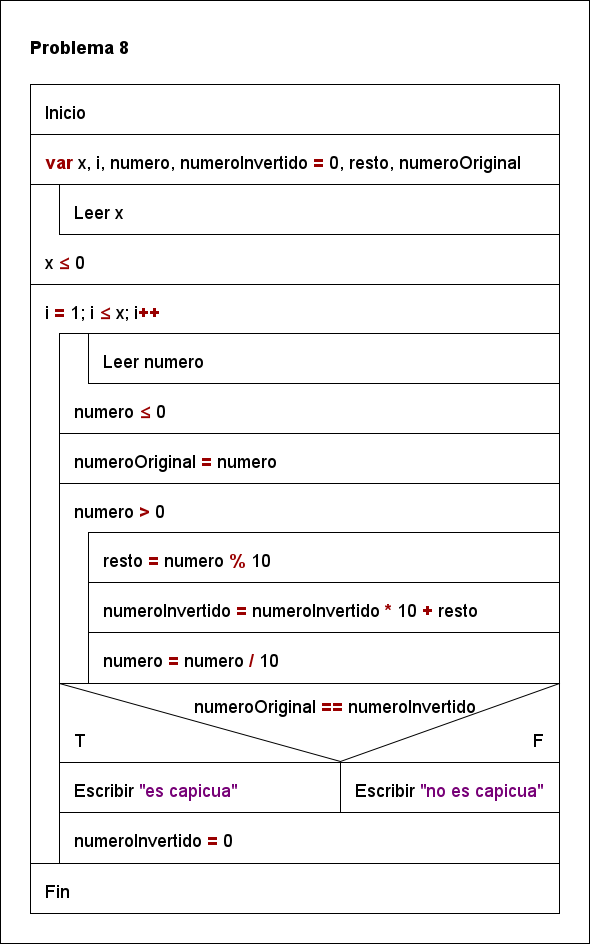 Problema 8
Inicio
var x, i, numero, numeroInvertido = 0, resto, numeroOriginal
Leer x
x ≤ 0
i = 1; i ≤ x; i++
Leer numero
numero ≤ 0
numeroOriginal = numero
numero > 0
resto = numero % 10
numeroInvertido = numeroInvertido * 10 + resto
numero = numero / 10
numeroOriginal == numeroInvertido
T F
Escribir "es capicua" Escribir "no es capicua"
numeroInvertido = 0
Fin